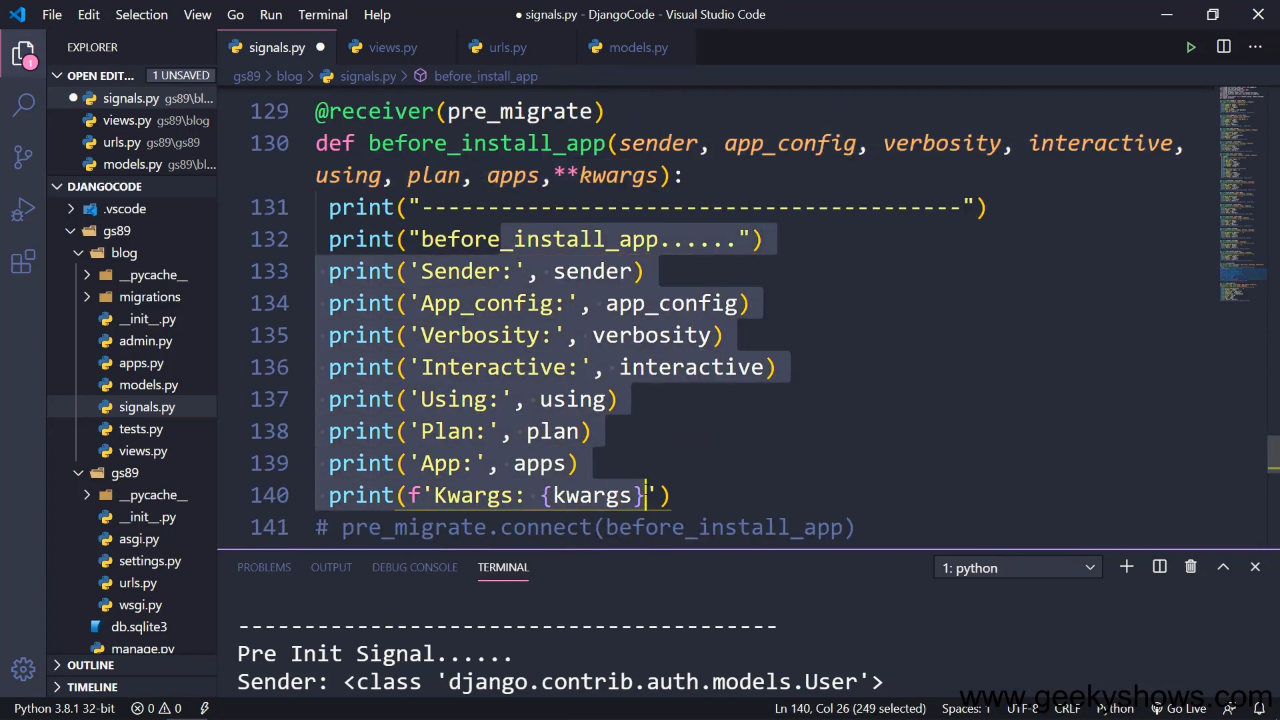 File Edit Selection View Go Run Terminal Help ● signals.py - DjangoCode - Visual Studio Code
EXPLORER
signals.py ● views.py urls.py models.py
OPEN EDIT... 1 UNSAVED
gs89 > blog > signals.py > before_install_app
● signals.py gs89\bl...
views.py gs89\blog
urls.py gs89\gs89
models.py gs89\bl...
DJANGOCODE
.vscode
gs89
blog
__pycache__
migrations
__init__.py
admin.py
apps.py
models.py
signals.py
tests.py
views.py
gs89
__pycache__
__init__.py
asgi.py
settings.py
urls.py
wsgi.py
db.sqlite3
manage.py
OUTLINE
TIMELINE
129 @receiver(pre_migrate)
130 def before_install_app(sender, app_config, verbosity, interactive,
using, plan, apps,**kwargs):
131 print("-----------------------------------------")
132 print("before_install_app......")
133 print('Sender:', sender)
134 print('App_config:', app_config)
135 print('Verbosity:', verbosity)
136 print('Interactive:', interactive)
137 print('Using:', using)
138 print('Plan:', plan)
139 print('App:', apps)
140 print(f'Kwargs: {kwargs}')
141 # pre_migrate.connect(before_install_app)
PROBLEMS OUTPUT DEBUG CONSOLE TERMINAL 1: python
-----------------------------------------
Pre Init Signal......
Sender: <class 'django.contrib.auth.models.User'>
www.geekyshows.com
Python 3.8.1 32-bit 0 0 Ln 140, Col 26 (249 selected) Spaces: 1 UTF-8 CRLF Python Go Live